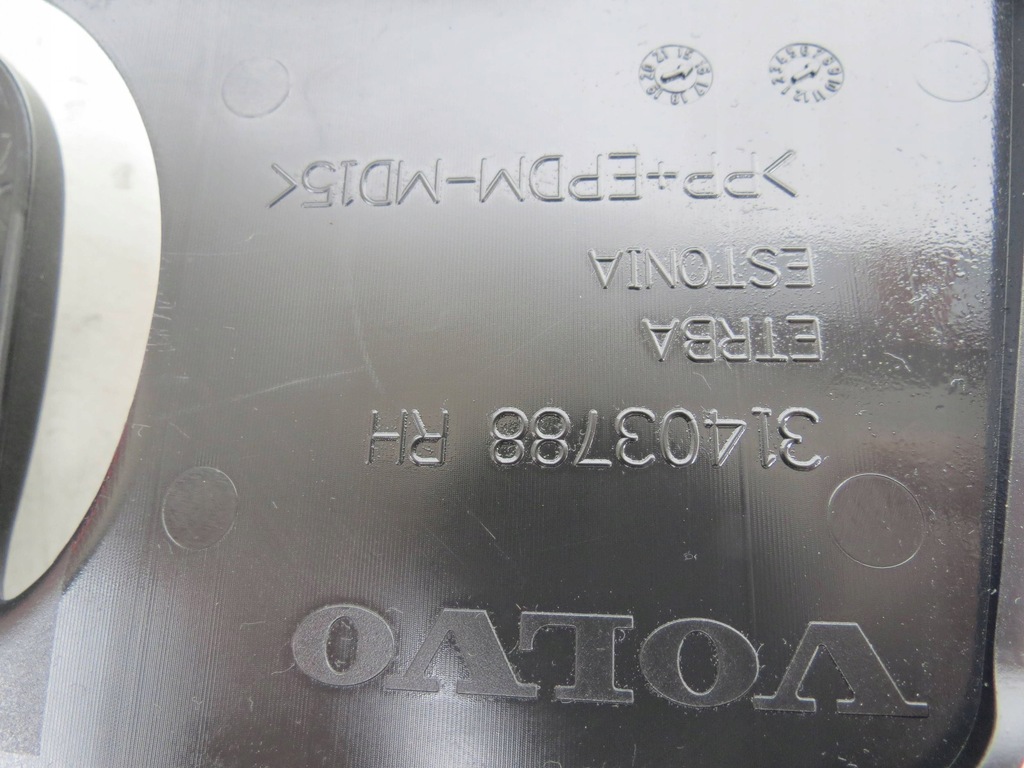 VOLVO
31403788 RH
ETRBA
ESTONIA
>PP+EPDM-MD15<